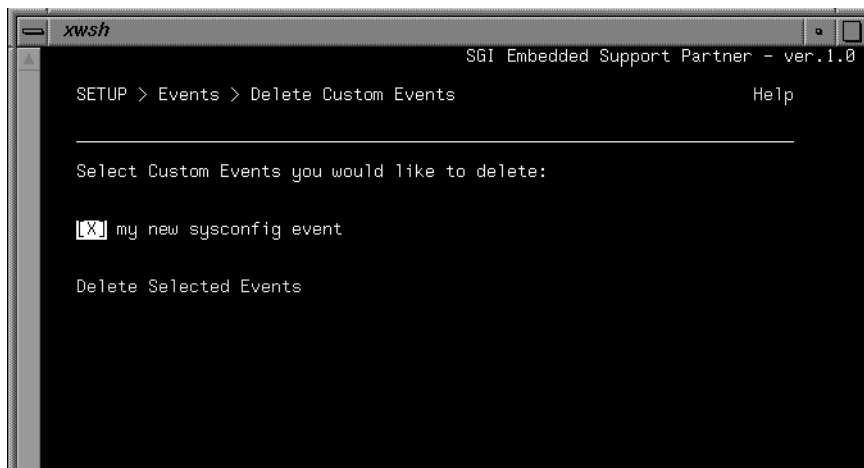 xwsh
SGI Embedded Support Partner - ver.1.0
SETUP > Events > Delete Custom Events Help
Select Custom Events you would like to delete:
[X] my new sysconfig event
Delete Selected Events